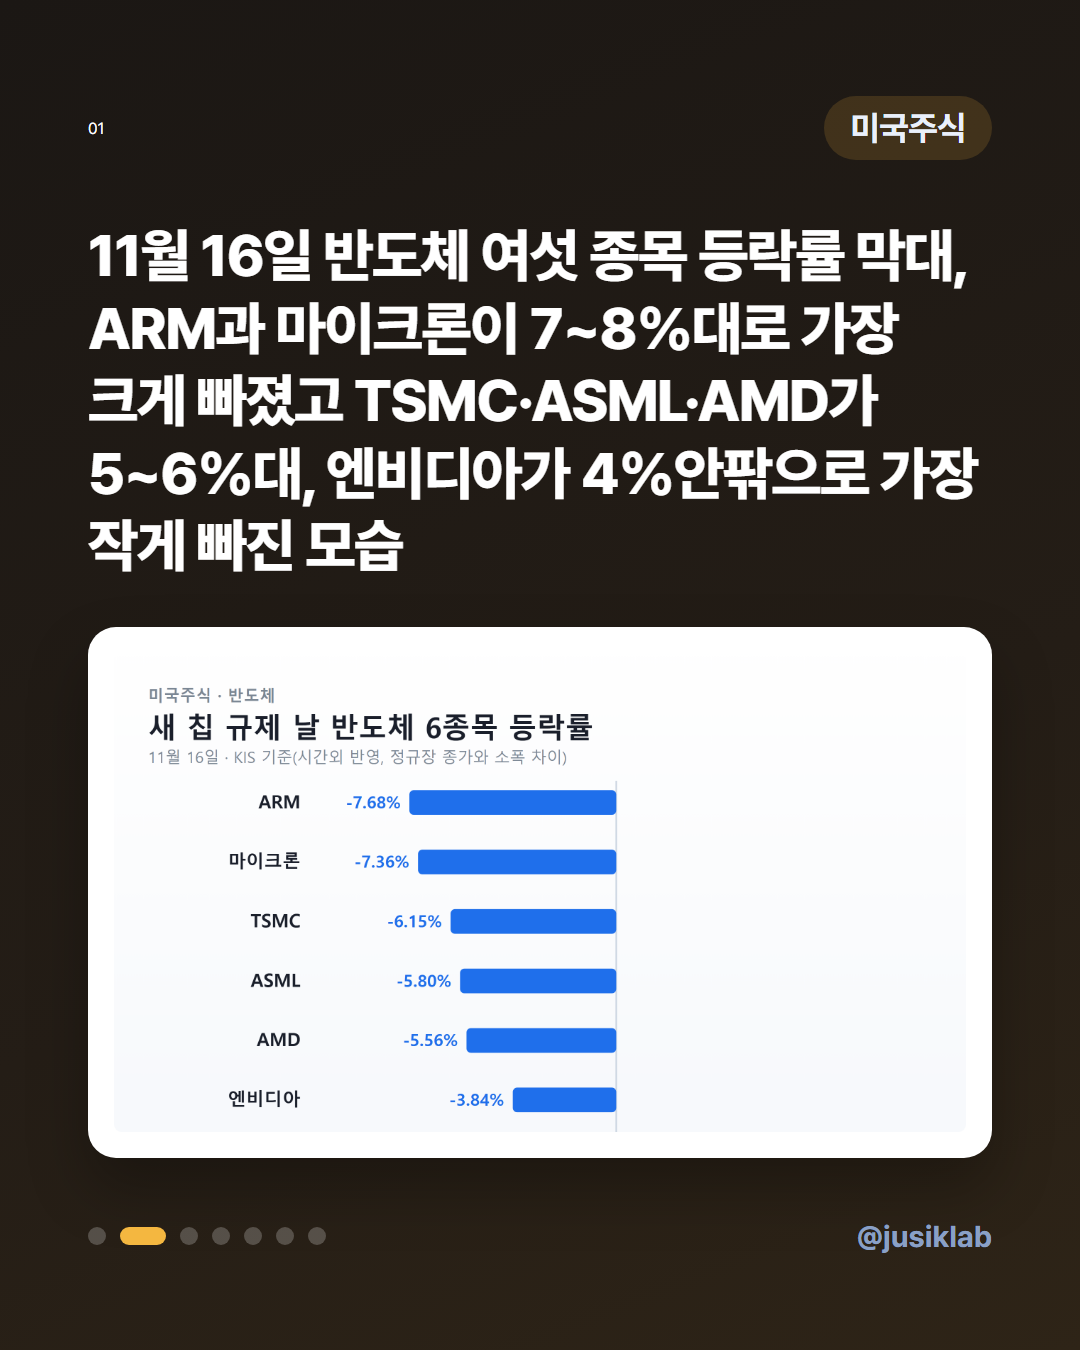 01
미국주식
11월 16일 반도체 여섯 종목 등락률 막대,
ARM과 마이크론이 7~8%대로 가장
크게 빠졌고 TSMC·ASML·AMD가
5~6%대, 엔비디아가 4%안팎으로 가장
작게 빠진 모습
미국주식 · 반도체
새 칩 규제 날 반도체 6종목 등락률
11월 16일 · KIS 기준(시간외 반영, 정규장 종가와 소폭 차이)
ARM -7.68%
마이크론 -7.36%
TSMC -6.15%
ASML -5.80%
AMD -5.56%
엔비디아 -3.84%
@jusiklab